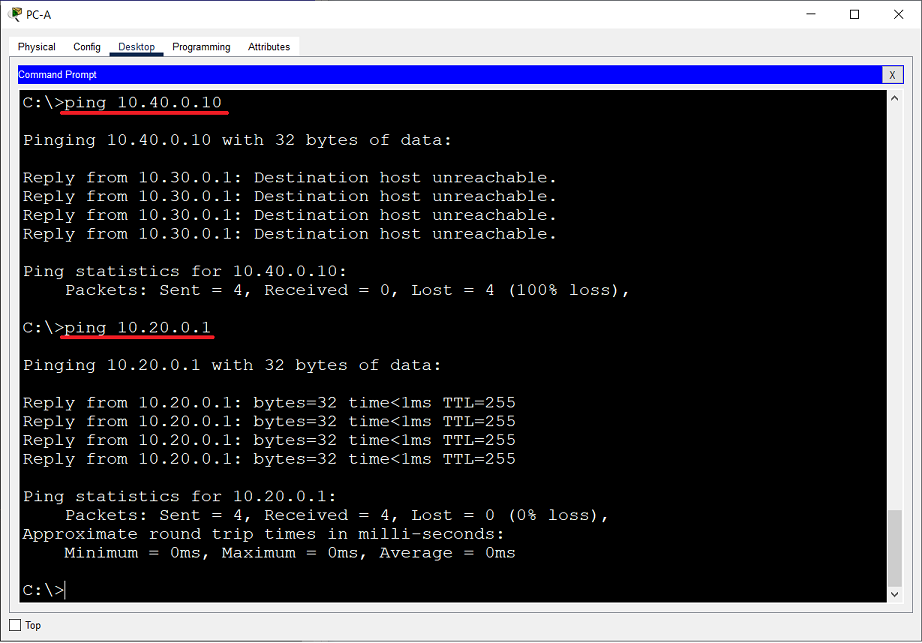 PC-A
Physical Config Desktop Programming Attributes
Command Prompt X
C:\>ping 10.40.0.10
Pinging 10.40.0.10 with 32 bytes of data:
Reply from 10.30.0.1: Destination host unreachable.
Reply from 10.30.0.1: Destination host unreachable.
Reply from 10.30.0.1: Destination host unreachable.
Reply from 10.30.0.1: Destination host unreachable.
Ping statistics for 10.40.0.10:
    Packets: Sent = 4, Received = 0, Lost = 4 (100% loss),
C:\>ping 10.20.0.1
Pinging 10.20.0.1 with 32 bytes of data:
Reply from 10.20.0.1: bytes=32 time<1ms TTL=255
Reply from 10.20.0.1: bytes=32 time<1ms TTL=255
Reply from 10.20.0.1: bytes=32 time<1ms TTL=255
Reply from 10.20.0.1: bytes=32 time<1ms TTL=255
Ping statistics for 10.20.0.1:
    Packets: Sent = 4, Received = 4, Lost = 0 (0% loss),
Approximate round trip times in milli-seconds:
    Minimum = 0ms, Maximum = 0ms, Average = 0ms
C:\>
Top